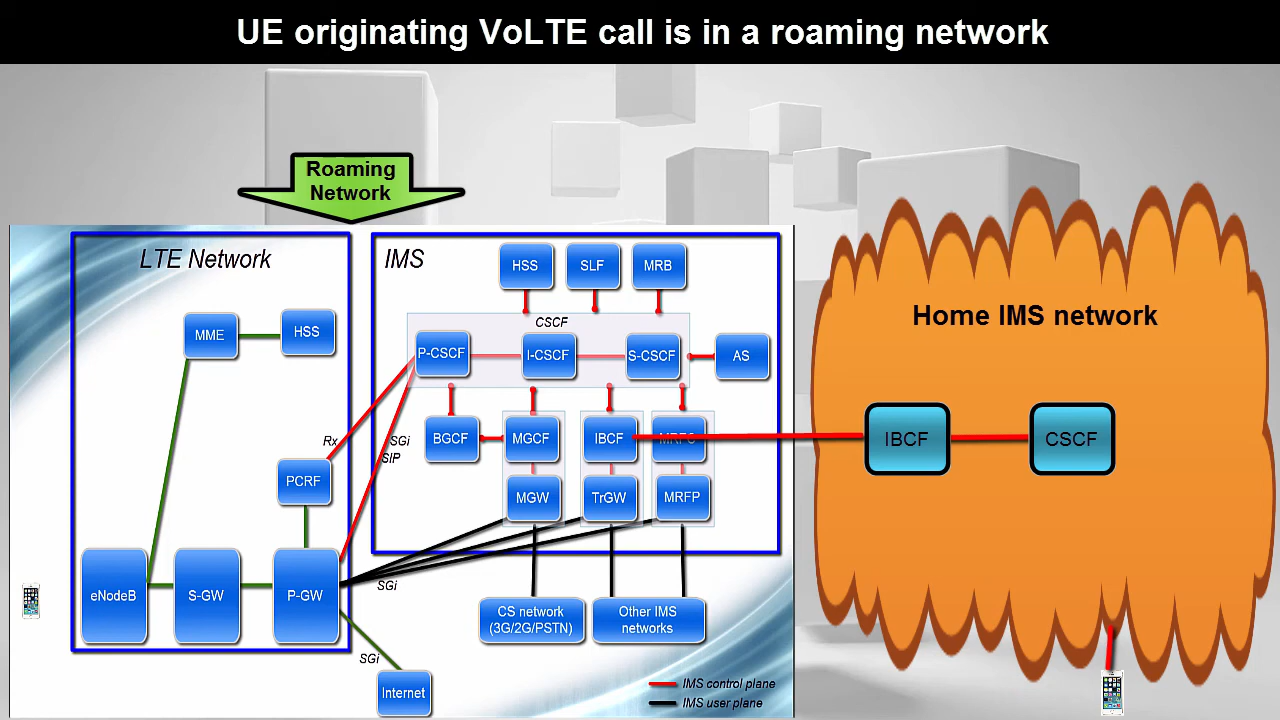 UE originating VoLTE call is in a roaming network
Roaming
Network
LTE Network
IMS
HSS
SLF
MRB
CSCF
MME
HSS
P-CSCF
I-CSCF
S-CSCF
AS
Home IMS network
Rx
SGi
SIP
BGCF
MGCF
IBCF
MRFC
IBCF
CSCF
PCRF
MGW
TrGW
MRFP
eNodeB
S-GW
P-GW
SGi
CS network
(3G/2G/PSTN)
Other IMS
networks
SGi
Internet
IMS control plane
IMS user plane